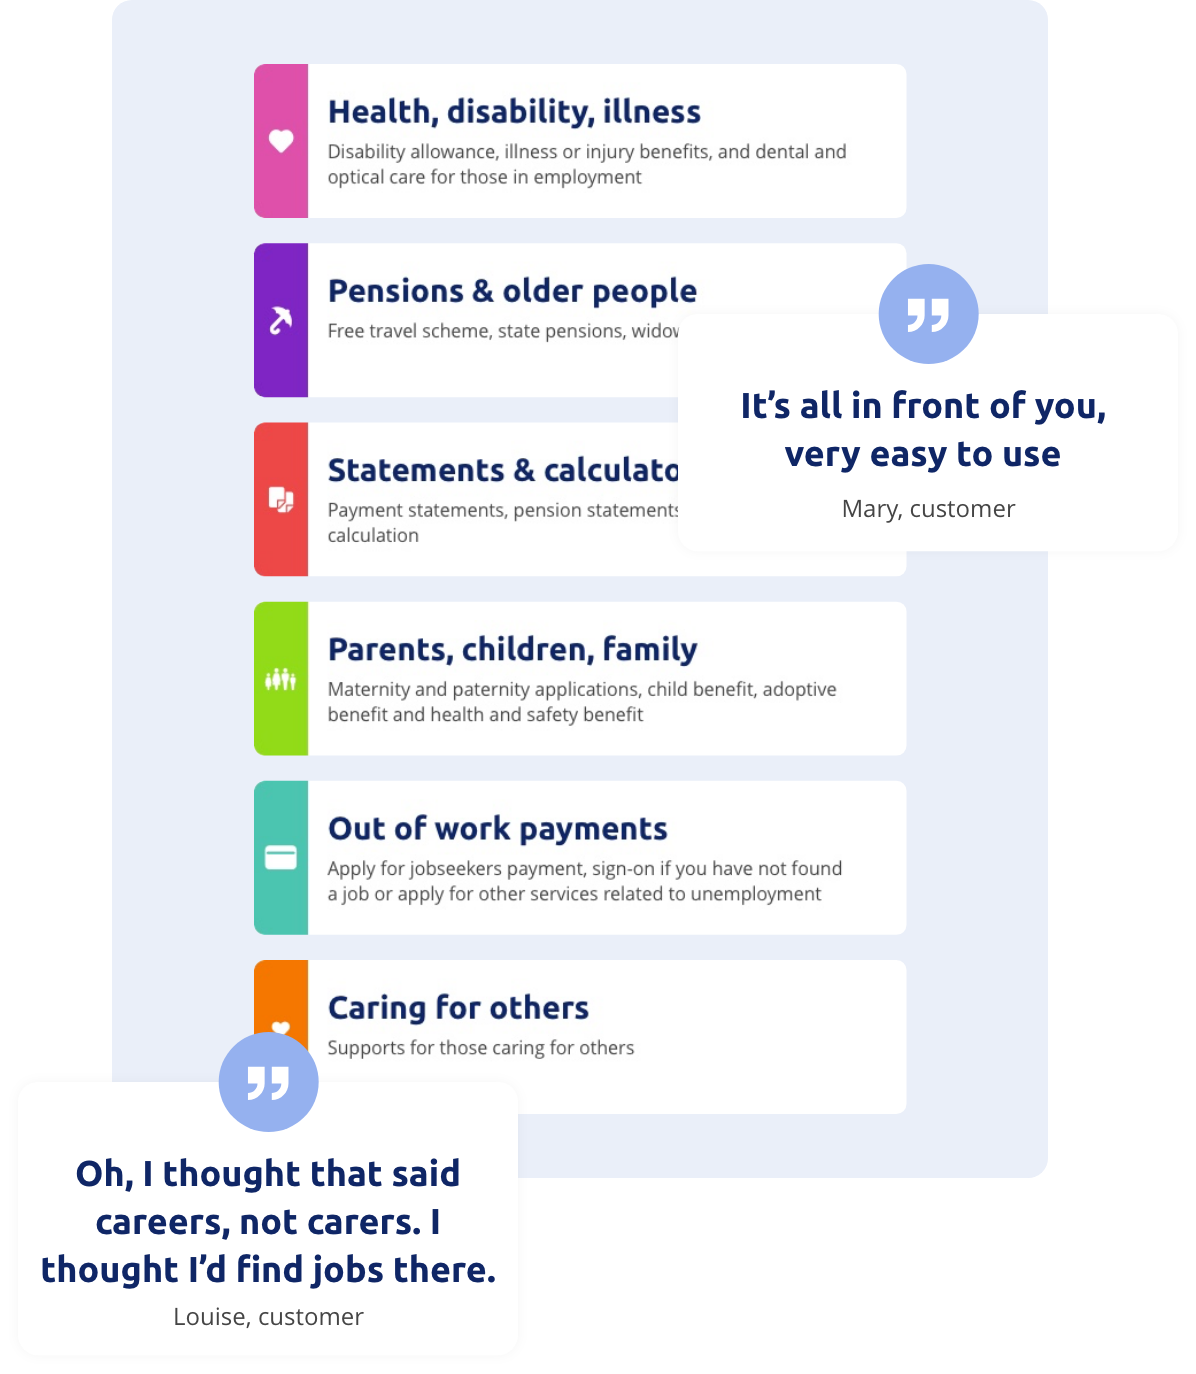 Health, disability, illness
Disability allowance, illness or injury benefits, and dental and
optical care for those in employment
Pensions & older people
Free travel scheme, state pensions,
It’s all in front of you,
very easy to use
Mary, customer
Statements &
Payment statements, pension statements
calculation
Parents, children, family
Maternity and paternity applications, child benefit, adoptive
benefit and health and safety benefit
Out of work payments
Apply for jobseekers payment, sign-on if you have not found
a job or apply for other services related to unemployment
Caring for others
Supports for those caring for others
Oh, I thought that said
careers, not carers. I
thought I’d find jobs there.
Louise, customer